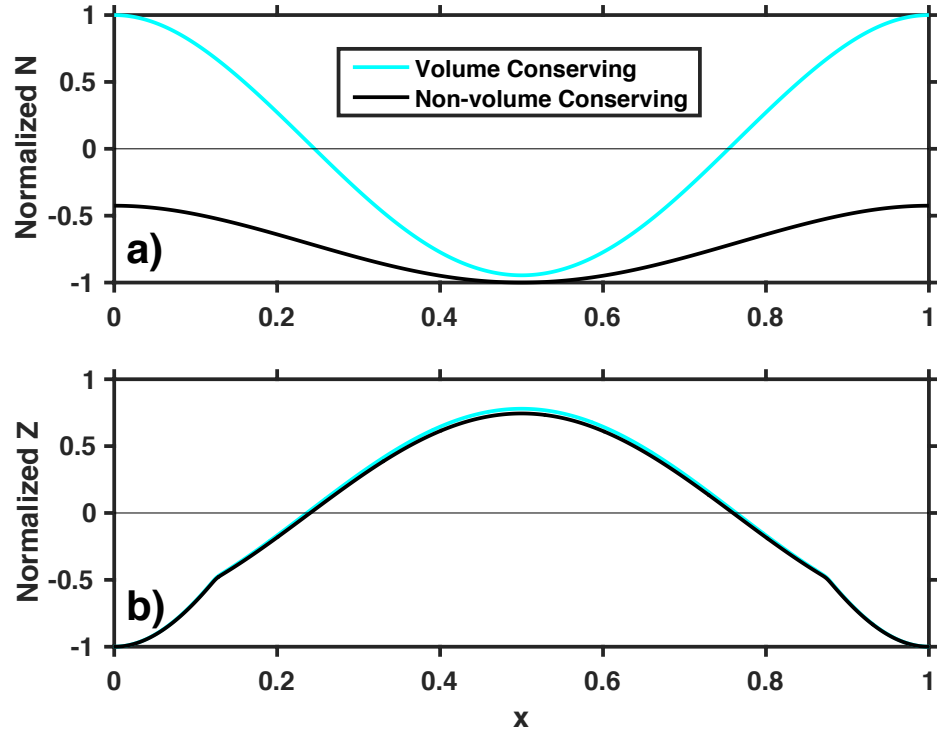 Normalized N
1
0.5
0
-0.5
-1
Volume Conserving
Non-volume Conserving
a)
0 0.2 0.4 0.6 0.8 1
Normalized Z
1
0.5
0
-0.5
-1
b)
0 0.2 0.4 0.6 0.8 1
x